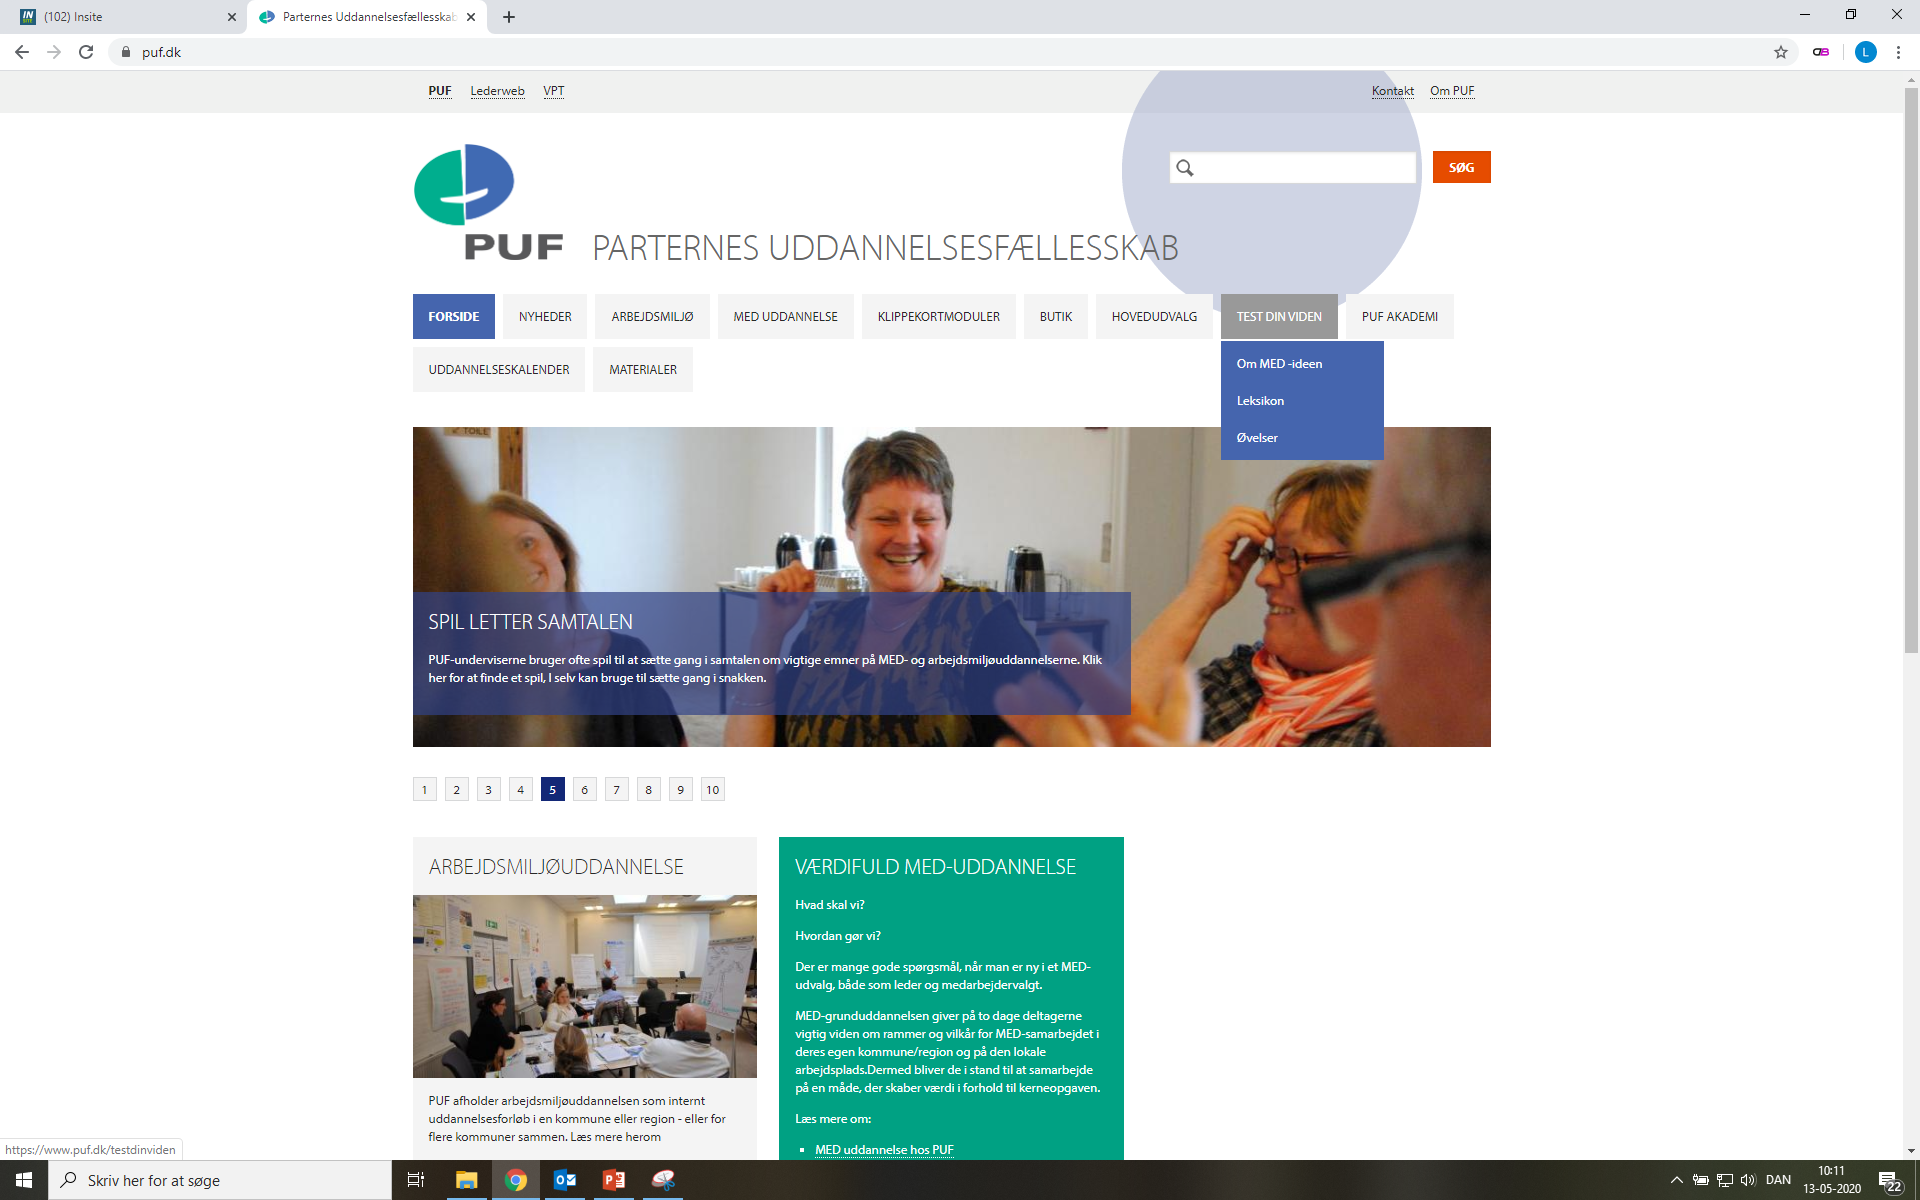 (102) Insite
Parternes Uddannelsesfællesskab
puf.dk
L
PUF
Lederweb
VPT
Kontakt
Om PUF
SØG
PUF
PARTERNES UDDANNELSESFÆLLESSKAB
FORSIDE
NYHEDER
ARBEJDSMILJØ
MED UDDANNELSE
KLIPPEKORTMODULER
BUTIK
HOVEDUDVALG
TEST DIN VIDEN
PUF AKADEMI
UDDANNELSESKALENDER
MATERIALER
Om MED -ideen
Leksikon
Øvelser
SPIL LETTER SAMTALEN
PUF-underviserne bruger ofte spil til at sætte gang i samtalen om vigtige emner på MED- og arbejdsmiljøuddannelserne. Klik
her for at finde et spil, I selv kan bruge til sætte gang i snakken.
1 2 3 4 5 6 7 8 9 10
ARBEJDSMILJØUDDANNELSE
PUF afholder arbejdsmiljøuddannelsen som internt
uddannelsesforløb i en kommune eller region - eller for
flere kommuner sammen. Læs mere herom
VÆRDIFULD MED-UDDANNELSE
Hvad skal vi?
Hvordan gør vi?
Der er mange gode spørgsmål, når man er ny i et MED-
udvalg, både som leder og medarbejdervalgt.
MED-grunduddannelsen giver på to dage deltagerne
vigtig viden om rammer og vilkår for MED-samarbejdet i
deres egen kommune/region og på den lokale
arbejdsplads.Dermed bliver de i stand til at samarbejde
på en måde, der skaber værdi i forhold til kerneopgaven.
Læs mere om:
MED uddannelse hos PUF
https://www.puf.dk/testdinviden
Skriv her for at søge
DAN
10:11
13-05-2020
22